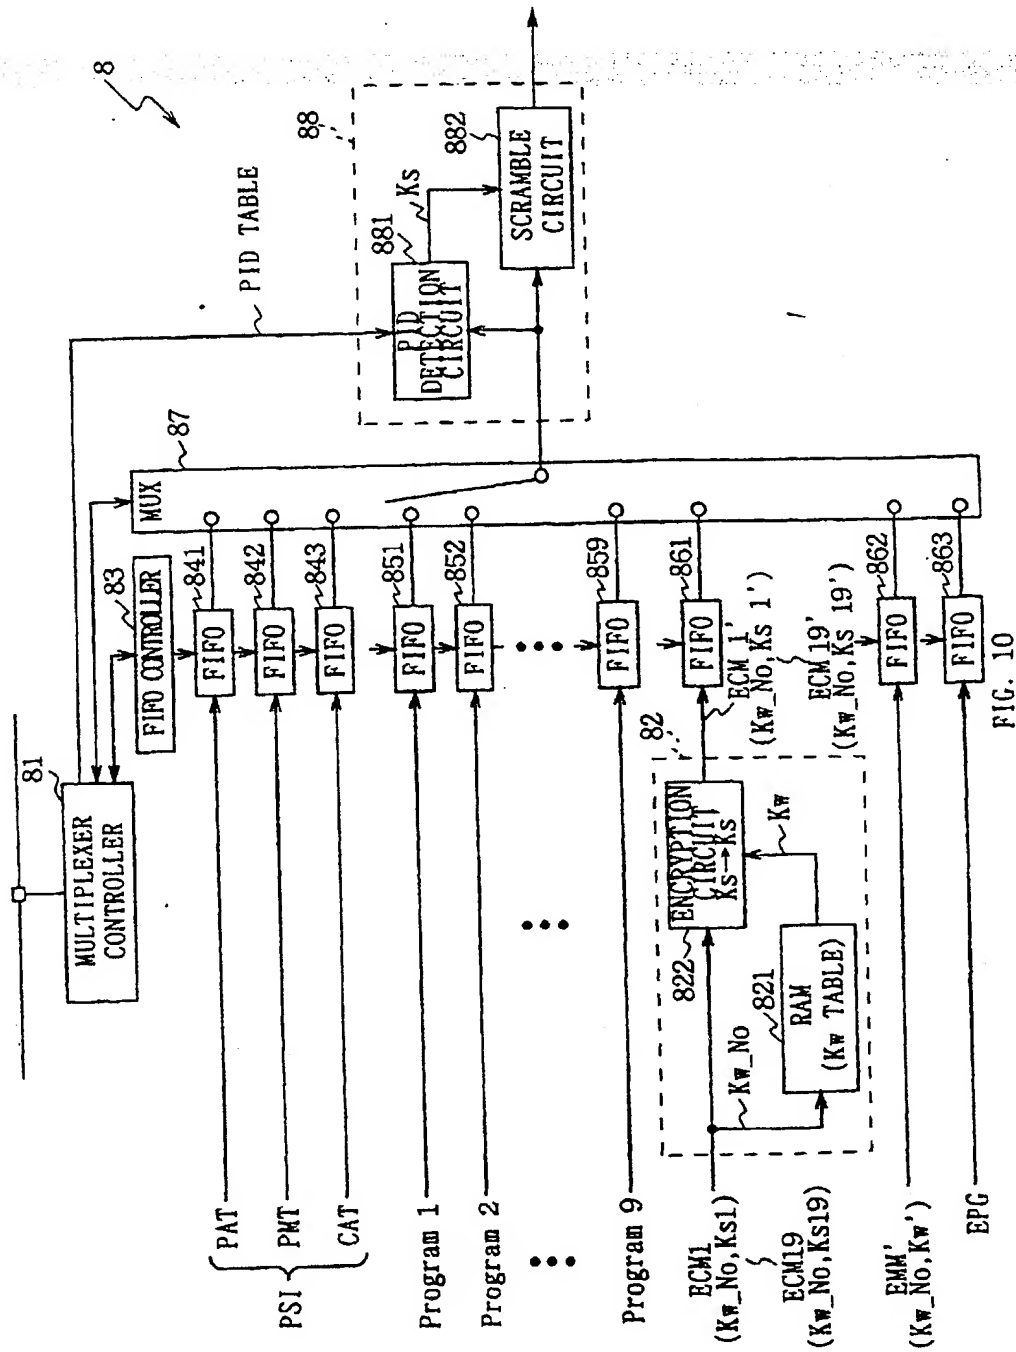 8
PID TABLE
88
Ks
881
PID
DETECTION
CIRCUIT
882
SCRAMBLE
CIRCUIT
87
MUX
81
MULTIPLEXER
CONTROLLER
83
FIFO CONTROLLER
841
FIFO
842
FIFO
843
FIFO
851
FIFO
852
FIFO
859
FIFO
861
FIFO
862
FIFO
863
FIFO
PSI
PAT
PMT
CAT
Program 1
Program 2
Program 9
ECM1
(Kw_No,Ks1)
ECM19
(Kw_No,Ks19)
82
822
ENCRYPTION
CIRCUIT
Ks→Ks
Kw
Kw_No
821
RAM
(Kw TABLE)
ECM 1'
(Kw_No,Ks 1')
ECM 19'
(Kw_No,Ks 19')
EMM'
(Kw_No,Kw')
EPG
FIG. 10